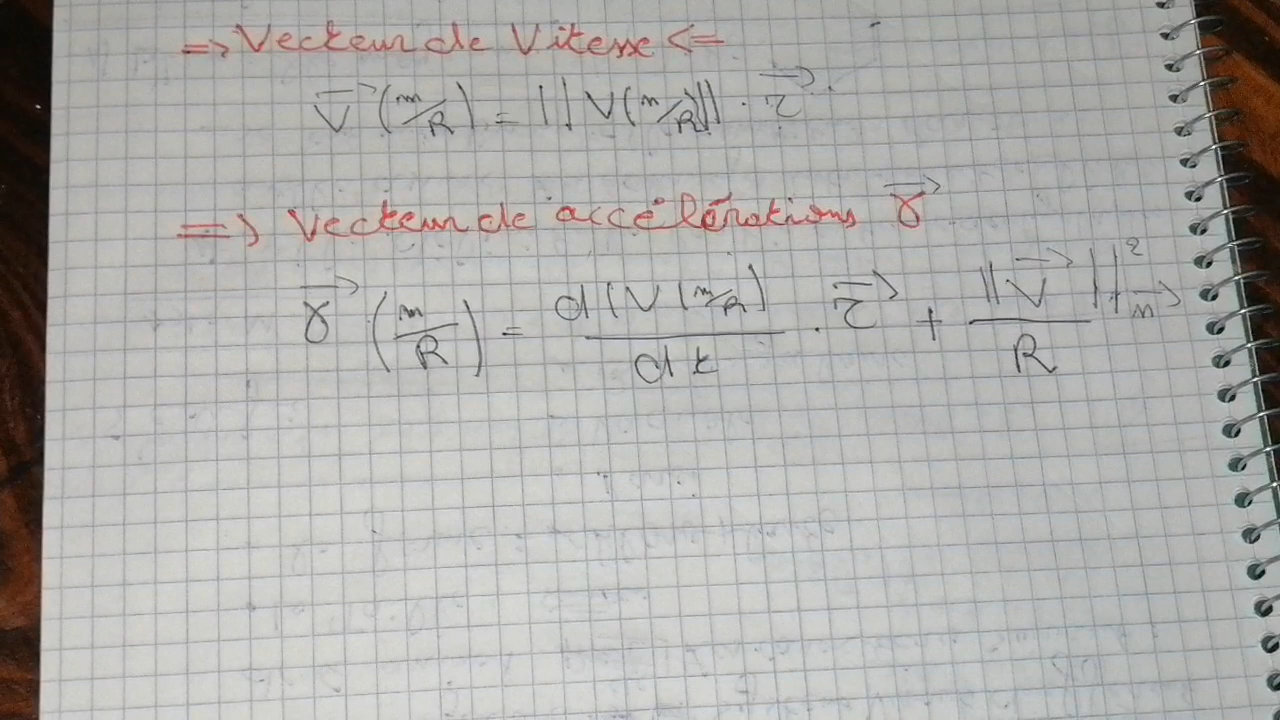 => Vecteur de Vitesse <=
V⃗ (m/R) = ||V(m/R)|| · τ⃗
=> Vecteur de accélérations γ⃗
γ⃗ (m/R) = d(V(m/R)) / dt · τ⃗ + ||V⃗||² / R n⃗